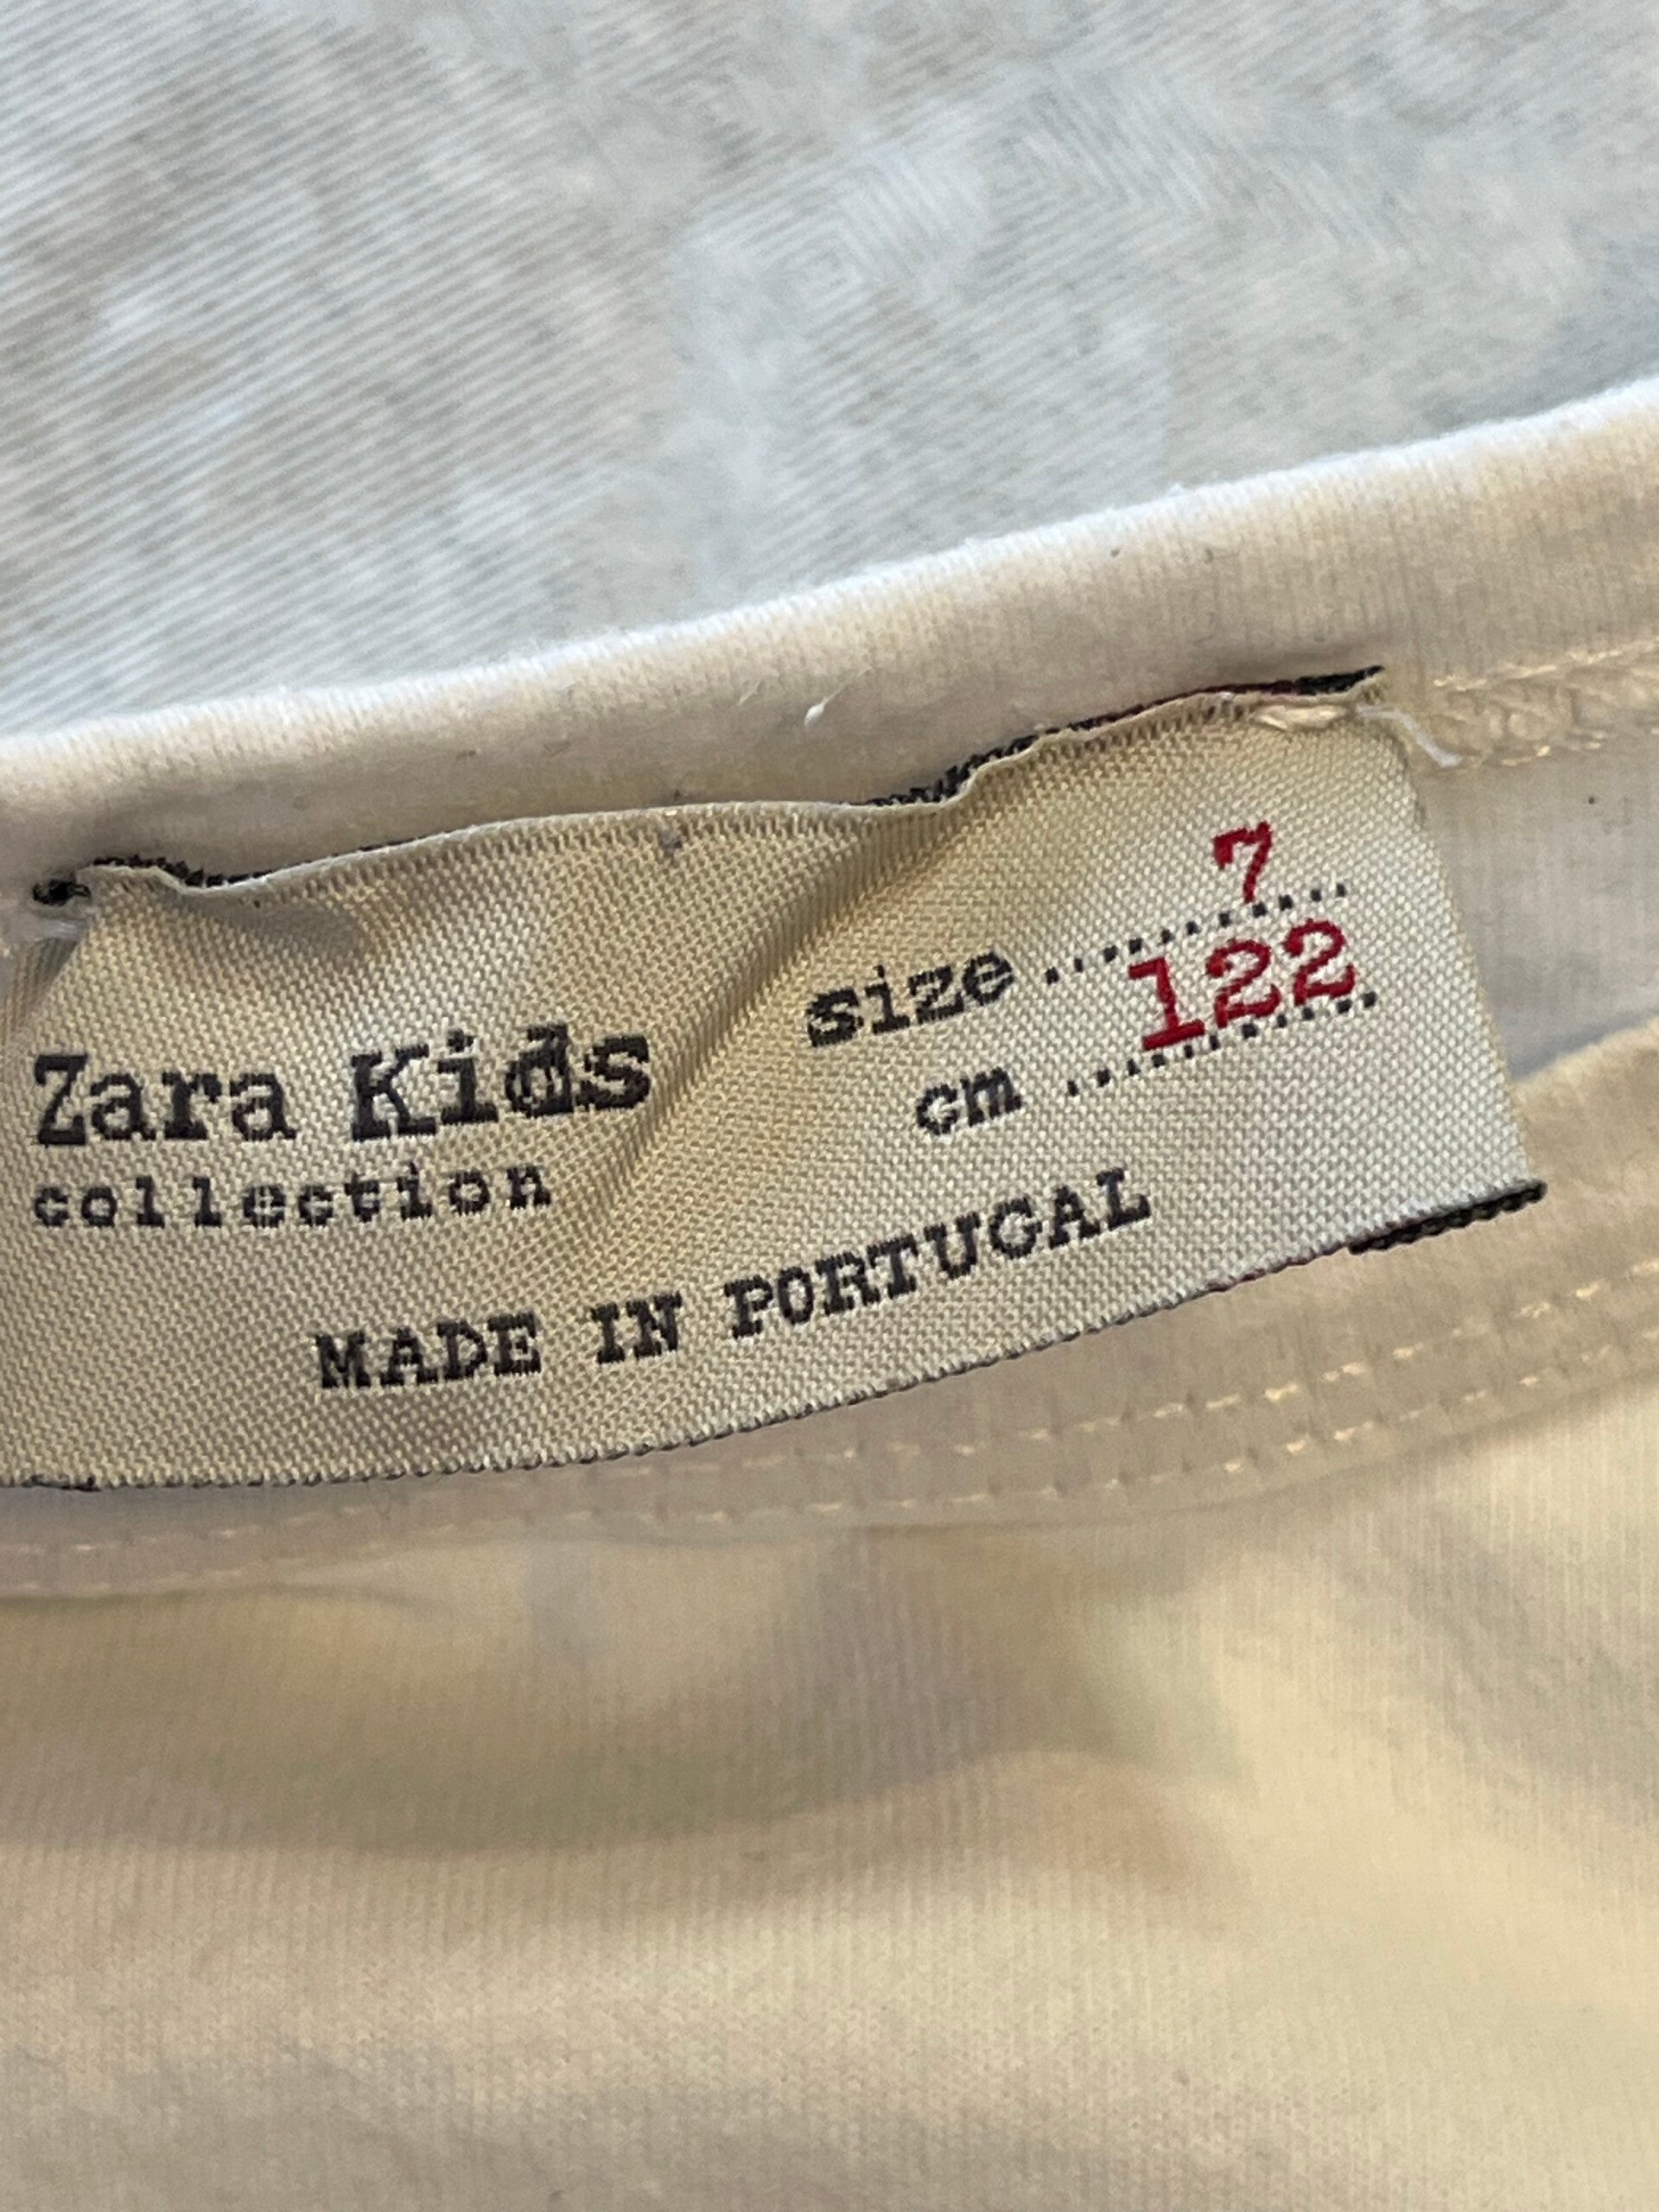 Zara Kids
collection
size 7
cm 122
MADE IN PORTUGAL